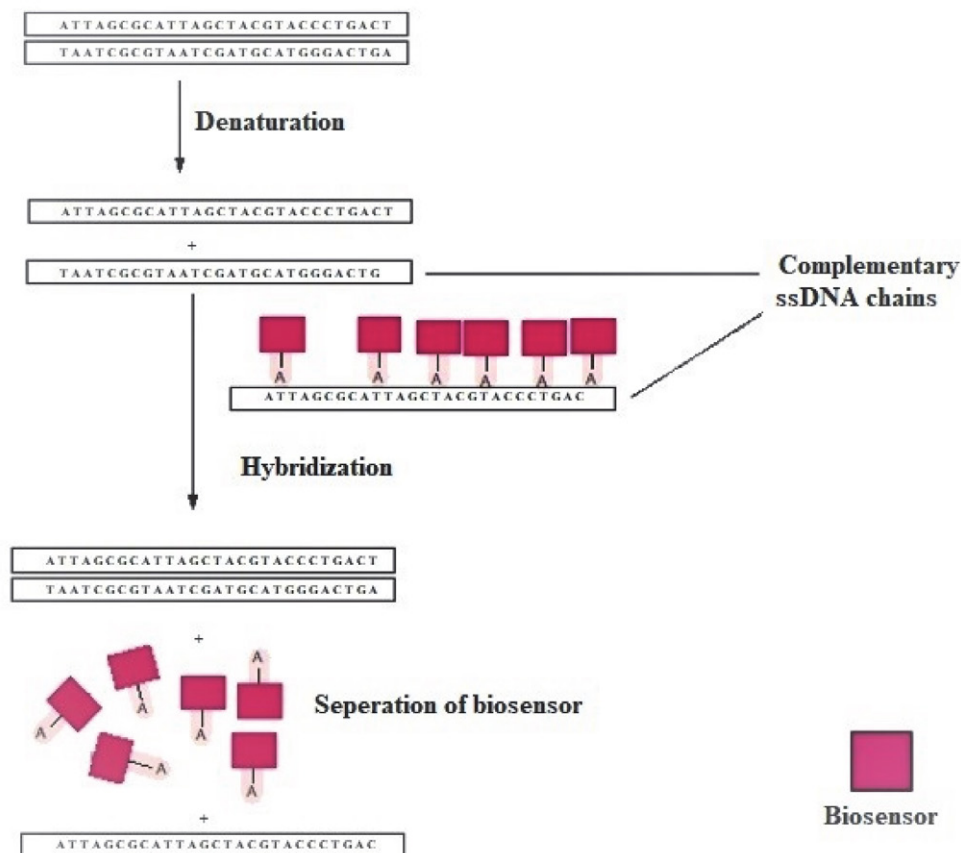 ATTAGCGCATTAGCTACGTACCCTGACT
TAATCGCGTAATCGATGCATGGGACTGA
Denaturation
ATTAGCGCATTAGCTACGTACCCTGACT
+
TAATCGCGTAATCGATGCATGGGACTG
Complementary
ssDNA chains
A A A A A A
ATTAGCGCATTAGCTACGTACCCTGAC
Hybridization
ATTAGCGCATTAGCTACGTACCCTGACT
TAATCGCGTAATCGATGCATGGGACTGA
+
A
A
A
A
A
A
Seperation of biosensor
+
ATTAGCGCATTAGCTACGTACCCTGAC
Biosensor